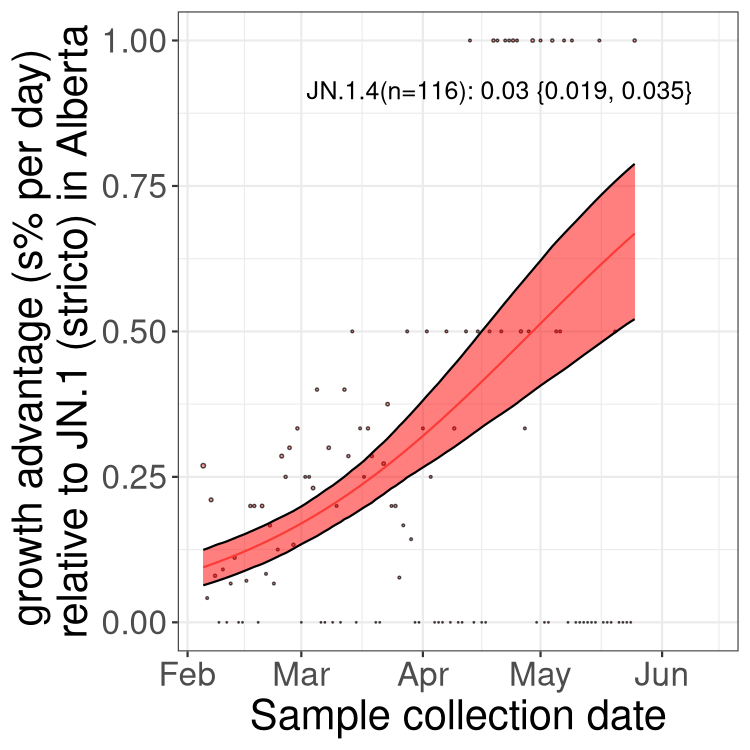 growth advantage (s% per day)
relative to JN.1 (stricto) in Alberta
1.00
JN.1.4(n=116): 0.03 {0.019, 0.035}
0.75
0.50
0.25
0.00
Feb Mar Apr May Jun
Sample collection date